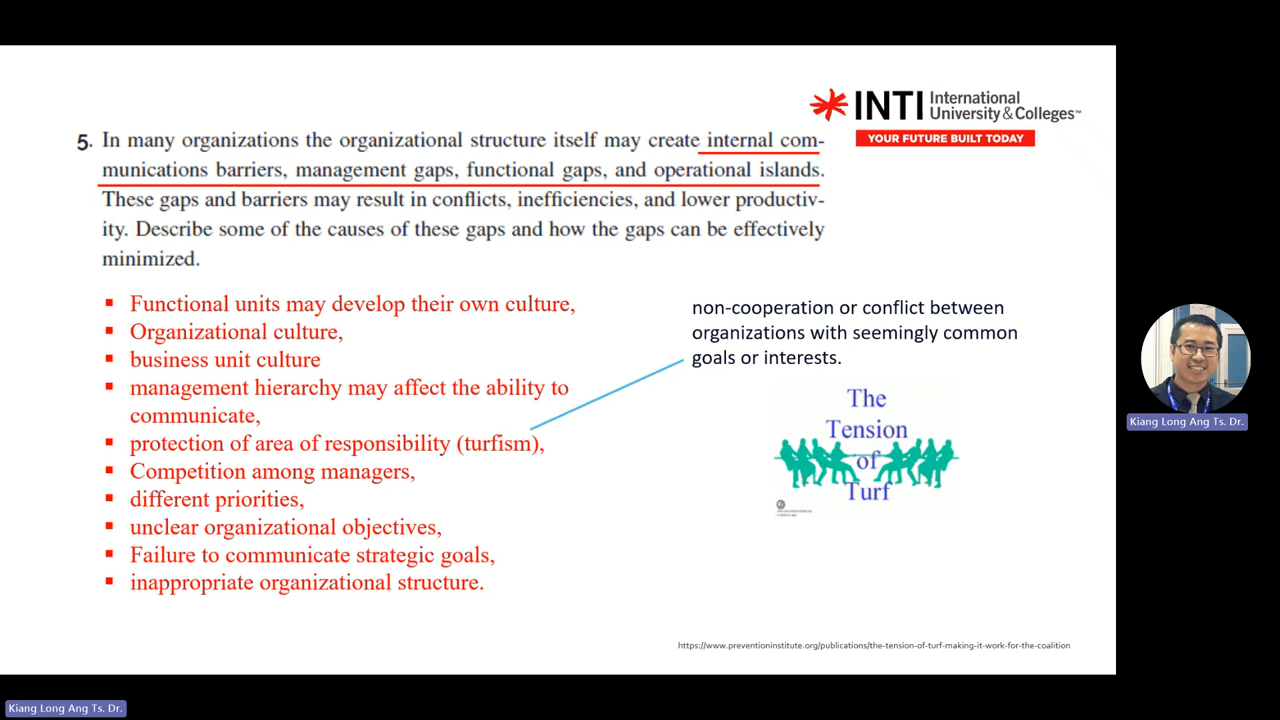 INTI International
University & Colleges™
YOUR FUTURE BUILT TODAY
5. In many organizations the organizational structure itself may create internal com-
munications barriers, management gaps, functional gaps, and operational islands.
These gaps and barriers may result in conflicts, inefficiencies, and lower productiv-
ity. Describe some of the causes of these gaps and how the gaps can be effectively
minimized.
▪ Functional units may develop their own culture,
▪ Organizational culture,
▪ business unit culture
▪ management hierarchy may affect the ability to
communicate,
▪ protection of area of responsibility (turfism),
▪ Competition among managers,
▪ different priorities,
▪ unclear organizational objectives,
▪ Failure to communicate strategic goals,
▪ inappropriate organizational structure.
non-cooperation or conflict between
organizations with seemingly common
goals or interests.
The
Tension
of
Turf
https://www.preventioninstitute.org/publications/the-tension-of-turf-making-it-work-for-the-coalition
Kiang Long Ang Ts. Dr.
Kiang Long Ang Ts. Dr.